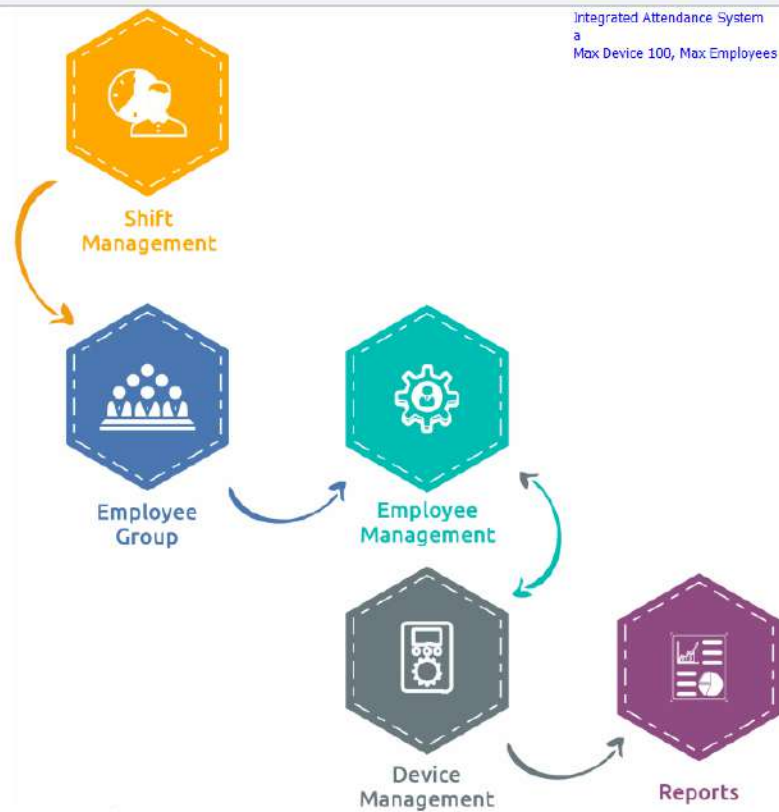 Integrated Attendance System
a
Max Device 100, Max Employees
Shift
Management
Employee
Group
Employee
Management
Device
Management
Reports